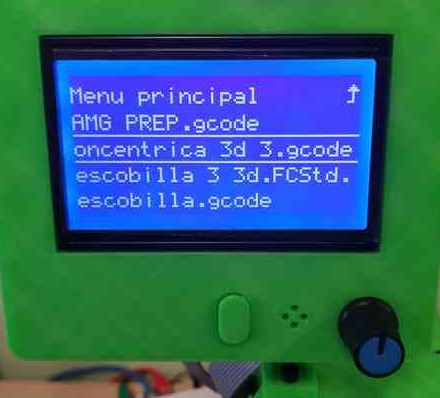 Menu principal
AMG PREP.gcode
oncentrica 3d 3.gcode
escobilla 3 3d.FCStd.
escobilla.gcode